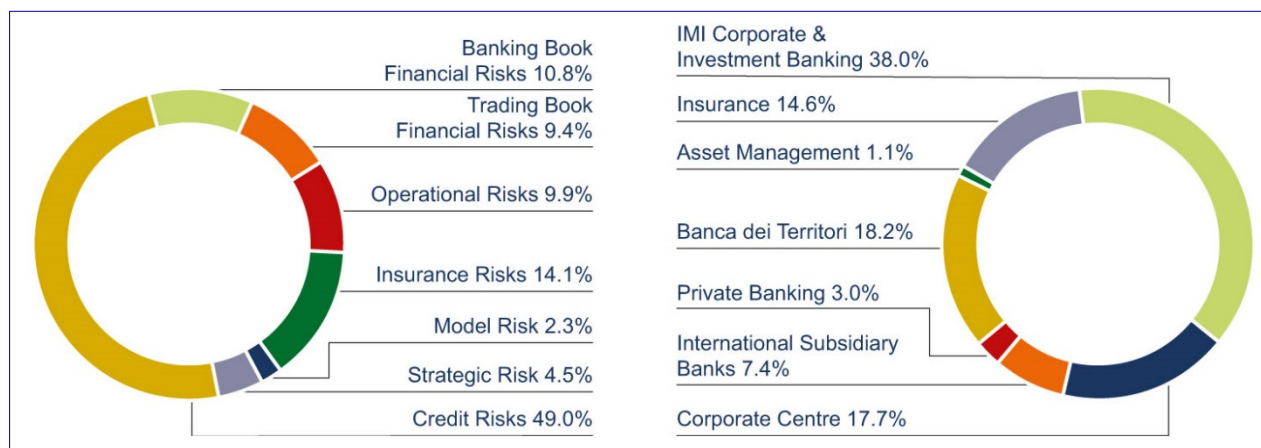 Banking Book
Financial Risks 10.8%
Trading Book
Financial Risks 9.4%
Operational Risks 9.9%
Insurance Risks 14.1%
Model Risk 2.3%
Strategic Risk 4.5%
Credit Risks 49.0%
IMI Corporate &
Investment Banking 38.0%
Insurance 14.6%
Asset Management 1.1%
Banca dei Territori 18.2%
Private Banking 3.0%
International Subsidiary
Banks 7.4%
Corporate Centre 17.7%